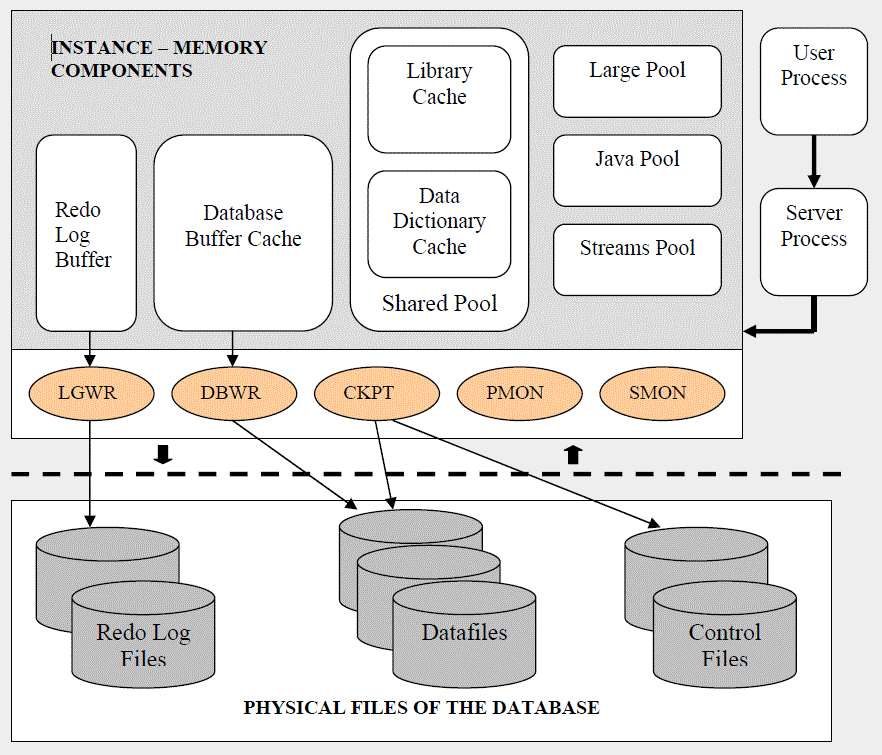 INSTANCE – MEMORY
COMPONENTS
Library
Cache
Large Pool
User
Process
Redo
Log
Buffer
Database
Buffer Cache
Data
Dictionary
Cache
Shared Pool
Java Pool
Streams Pool
Server
Process
LGWR
DBWR
CKPT
PMON
SMON
Redo Log
Files
Datafiles
Control
Files
PHYSICAL FILES OF THE DATABASE